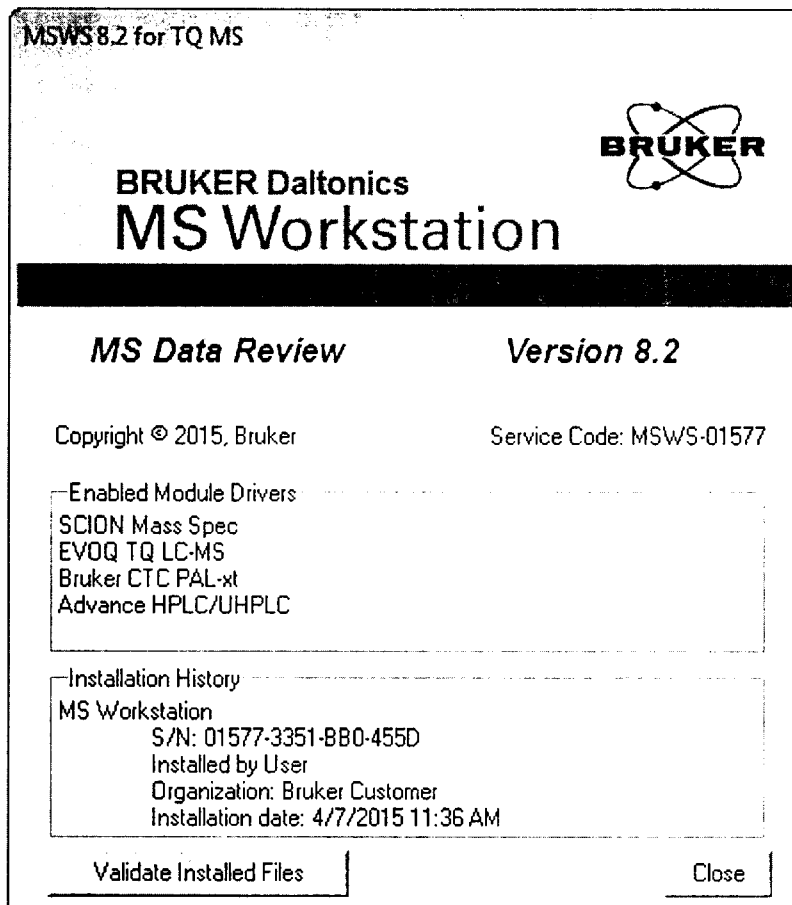 MSWS 8.2 for TQ MS
BRUKER
BRUKER Daltonics
MS Workstation
MS Data Review Version 8.2
Copyright © 2015, Bruker Service Code: MSWS-01577
Enabled Module Drivers
SCION Mass Spec
EVOQ TQ LC-MS
Bruker CTC PAL-xt
Advance HPLC/UHPLC
Installation History
MS Workstation
S/N: 01577-3351-BB0-455D
Installed by User
Organization: Bruker Customer
Installation date: 4/7/2015 11:36 AM
Validate Installed Files Close